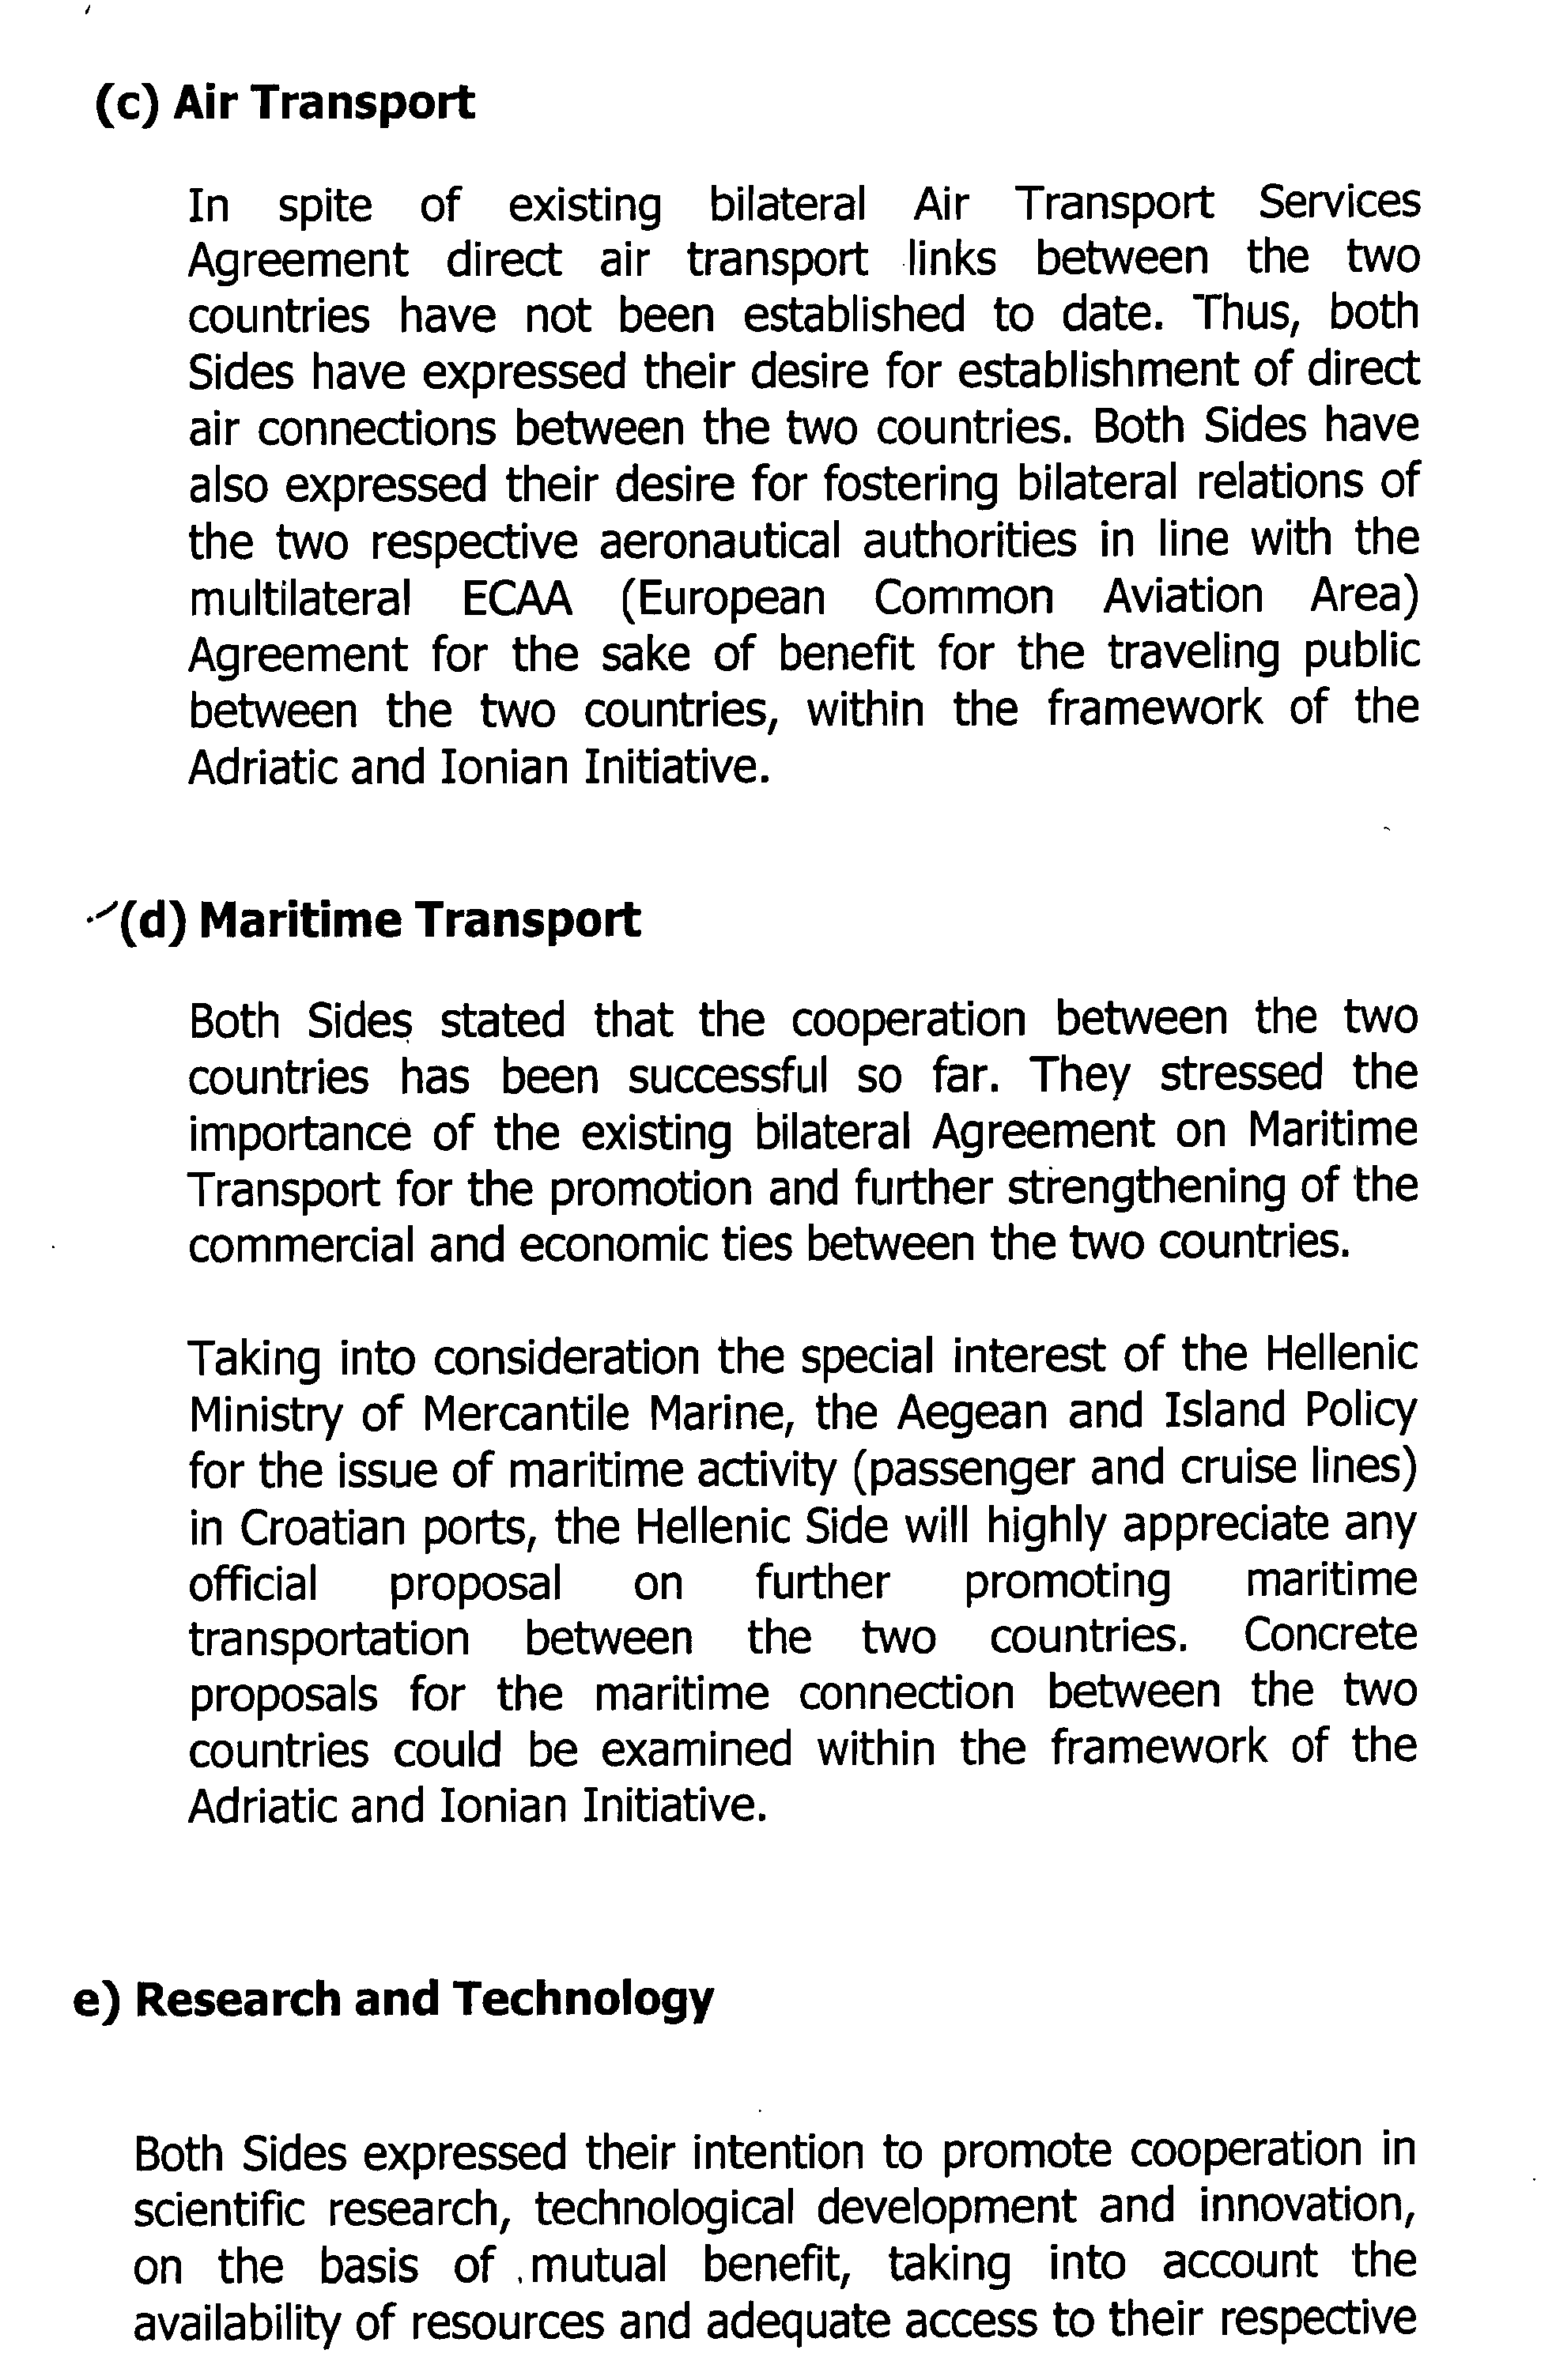 (c) Air Transport
In spite of existing bilateral Air Transport Services
Agreement direct air transport links between the two
countries have not been established to date. Thus, both
Sides have expressed their desire for establishment of direct
air connections between the two countries. Both Sides have
also expressed their desire for fostering bilateral relations of
the two respective aeronautical authorities in line with the
multilateral ECAA (European Common Aviation Area)
Agreement for the sake of benefit for the traveling public
between the two countries, within the framework of the
Adriatic and Ionian Initiative.
(d) Maritime Transport
Both Sides stated that the cooperation between the two
countries has been successful so far. They stressed the
importance of the existing bilateral Agreement on Maritime
Transport for the promotion and further strengthening of the
commercial and economic ties between the two countries.
Taking into consideration the special interest of the Hellenic
Ministry of Mercantile Marine, the Aegean and Island Policy
for the issue of maritime activity (passenger and cruise lines)
in Croatian ports, the Hellenic Side will highly appreciate any
official proposal on further promoting maritime
transportation between the two countries. Concrete
proposals for the maritime connection between the two
countries could be examined within the framework of the
Adriatic and Ionian Initiative.
e) Research and Technology
Both Sides expressed their intention to promote cooperation in
scientific research, technological development and innovation,
on the basis of mutual benefit, taking into account the
availability of resources and adequate access to their respective